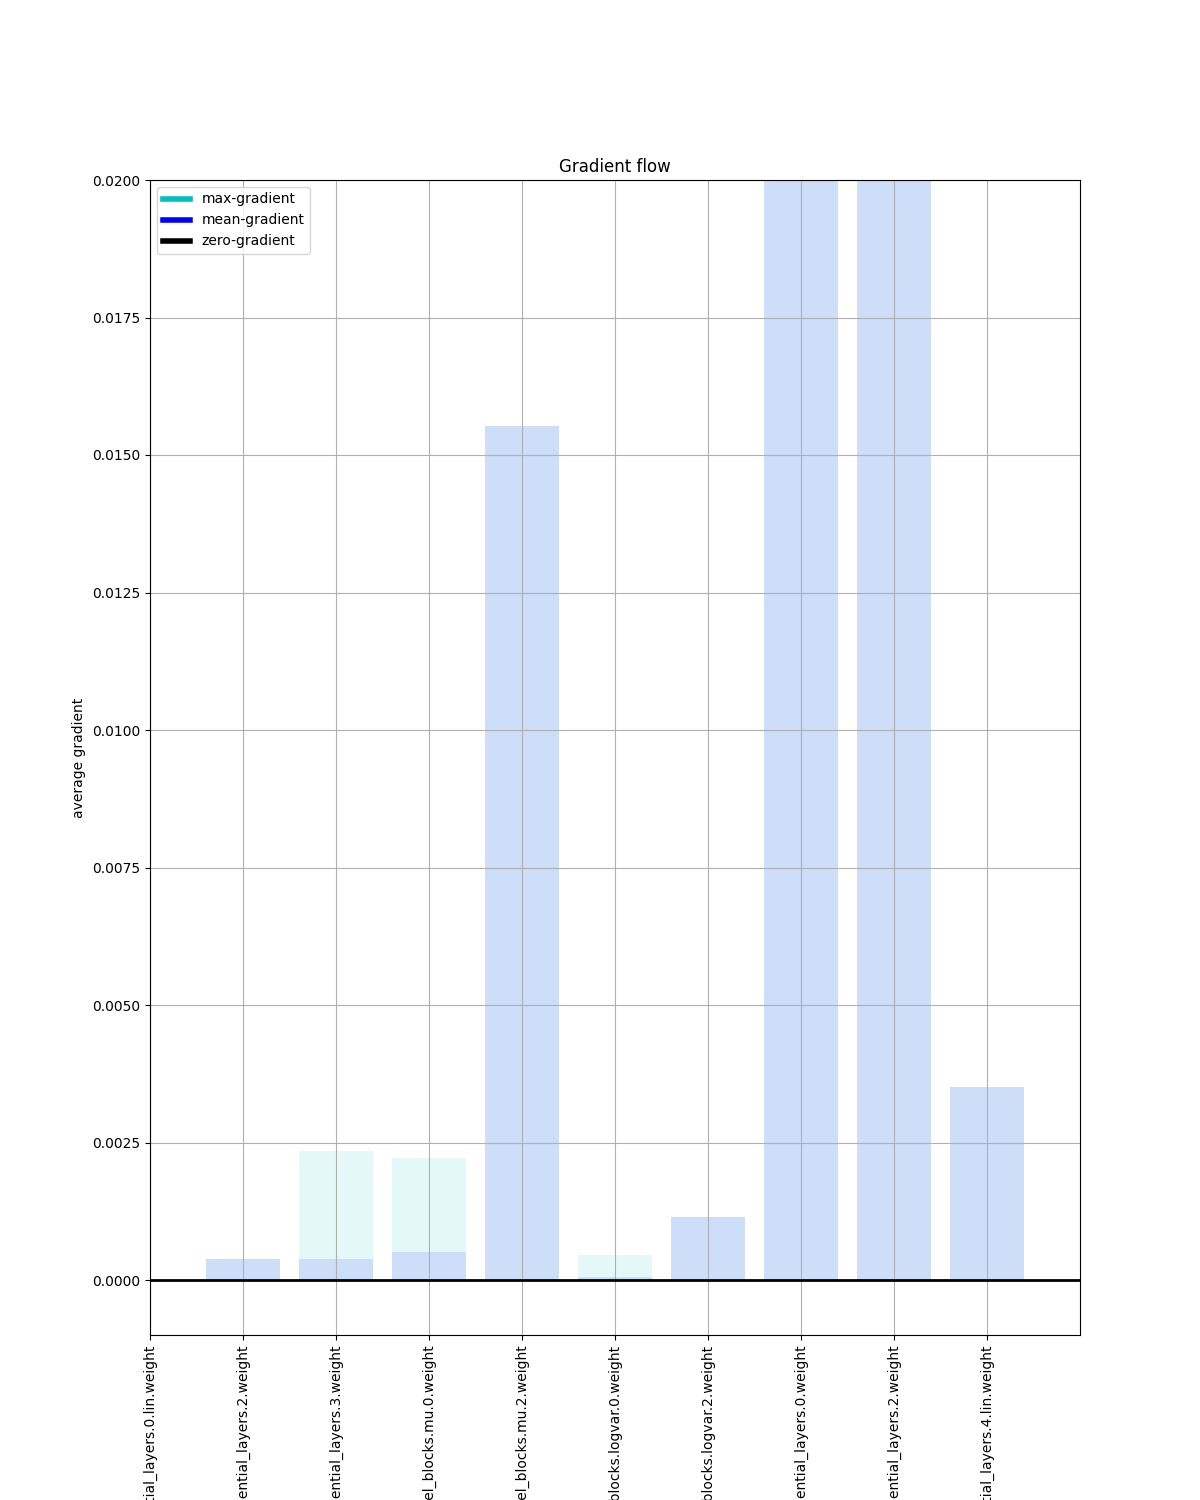 Gradient flow
max-gradient
mean-gradient
zero-gradient
average gradient
0.0200
0.0175
0.0150
0.0125
0.0100
0.0075
0.0050
0.0025
0.0000
tial_layers.0.lin.weight
ential_layers.2.weight
ential_layers.3.weight
el_blocks.mu.0.weight
el_blocks.mu.2.weight
blocks.logvar.0.weight
blocks.logvar.2.weight
ential_layers.0.weight
ential_layers.2.weight
tial_layers.4.lin.weight